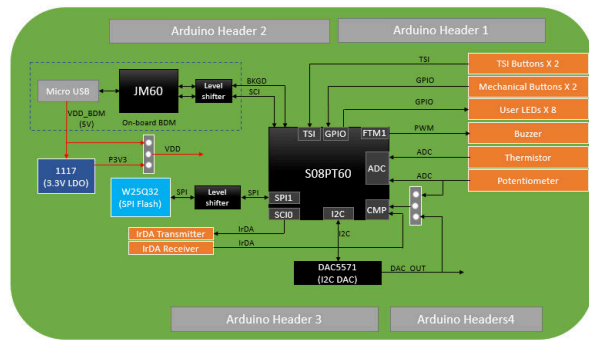 Arduino Header 2
Arduino Header 1
TSI
TSI Buttons X 2
Micro USB
JM60
Level
shifter
BKGD
SCI
GPIO
Mechanical Buttons X 2
GPIO
User LEDs X 8
VDD_BDM
(5V)
On-board BDM
TSI
GPIO
FTM1
PWM
Buzzer
VDD
S08PT60
ADC
ADC
Thermistor
1117
(3.3V LDO)
P3V3
ADC
Potentiometer
W25Q32
(SPI Flash)
SPI
Level
shifter
SPI
SPI1
SCI0
I2C
CMP
IrDA Transmitter
IrDA
IrDA Receiver
IrDA
I2C
DAC5571
(I2C DAC)
DAC_OUT
Arduino Header 3
Arduino Headers4